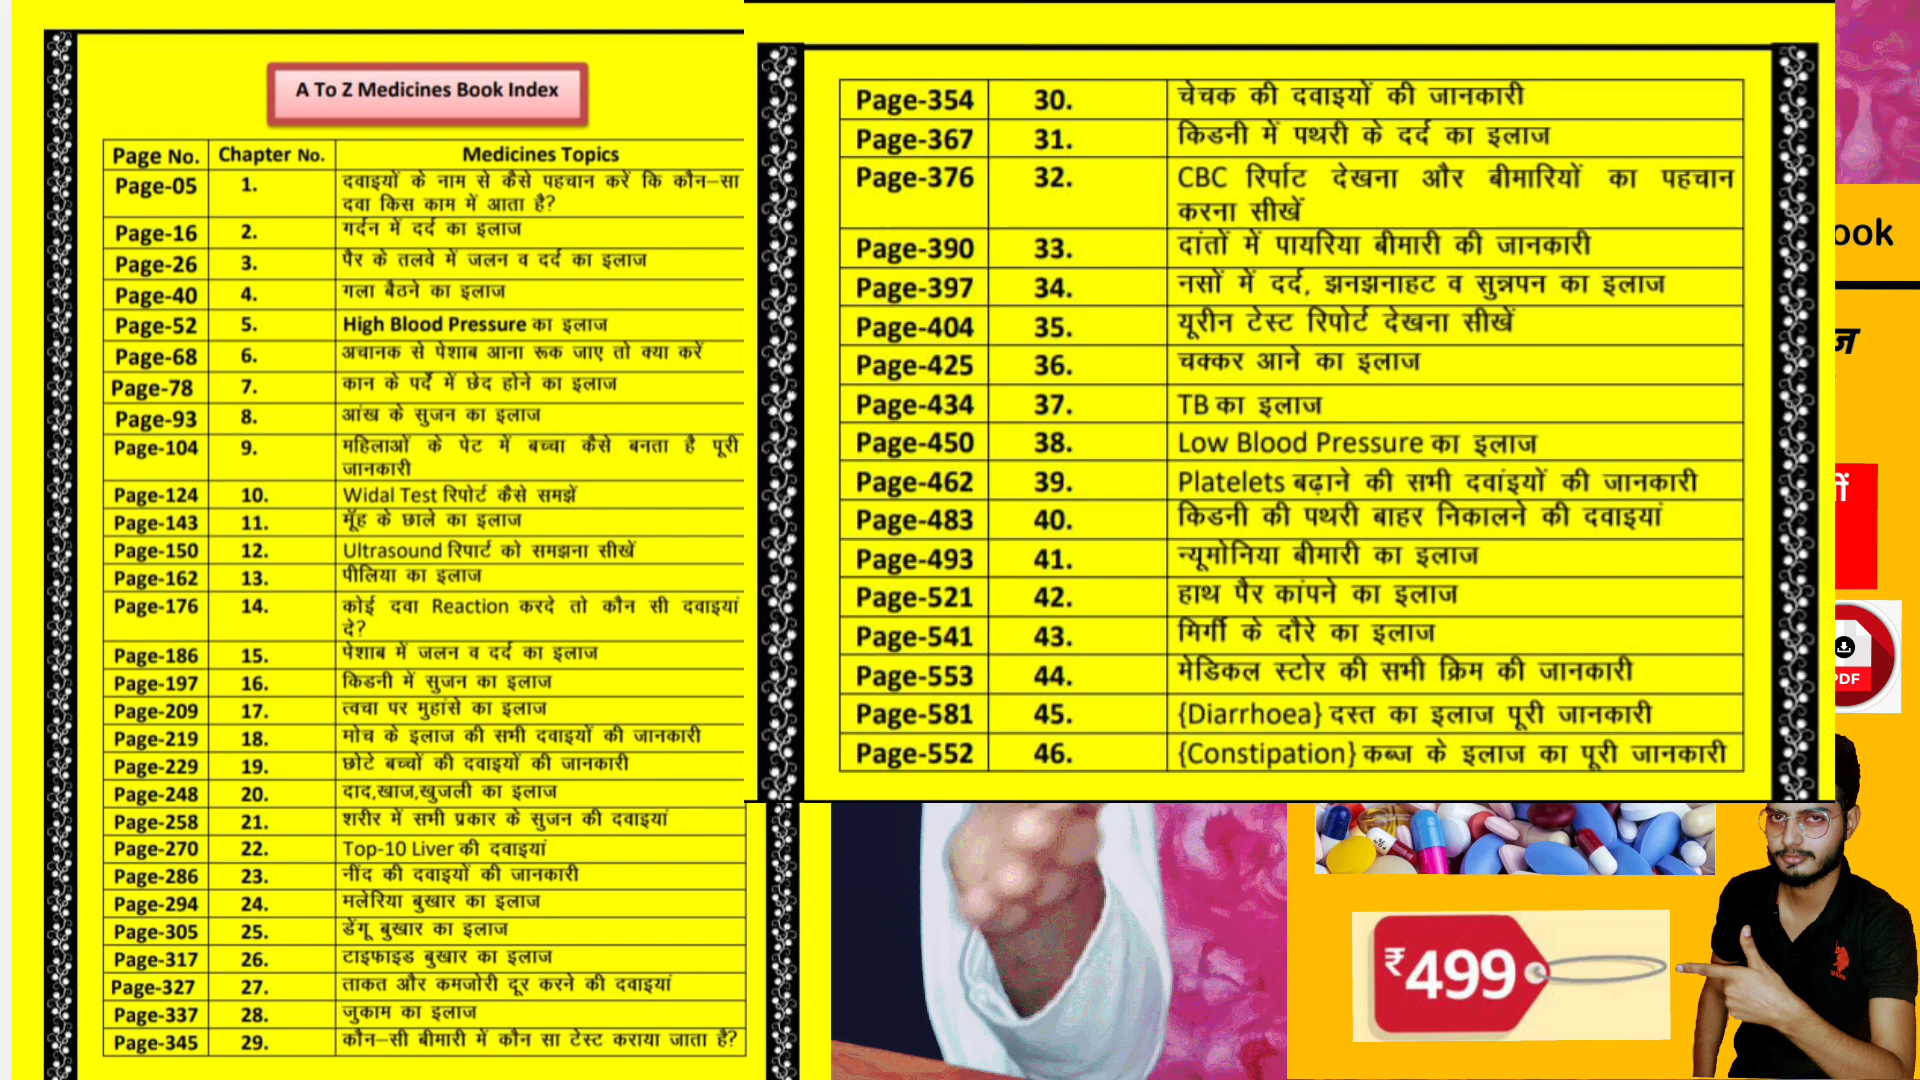 A To Z Medicines Book Index
Page No. Chapter No. Medicines Topics
Page-05 1. दवाइयों के नाम से कैसे पहचान करें कि कौन–सा
दवा किस काम में आता है?
Page-16 2. गर्दन में दर्द का इलाज
Page-26 3. पैर के तलवे में जलन व दर्द का इलाज
Page-40 4. गला बैठने का इलाज
Page-52 5. High Blood Pressure का इलाज
Page-68 6. अचानक से पेशाब आना रूक जाए तो क्या करें
Page-78 7. कान के पर्दे में छेद होने का इलाज
Page-93 8. आंख के सुजन का इलाज
Page-104 9. महिलाओं के पेट में बच्चा कैसे बनता है पूरी
जानकारी
Page-124 10. Widal Test रिपोर्ट कैसे समझें
Page-143 11. मूँह के छाले का इलाज
Page-150 12. Ultrasound रिपार्ट को समझना सीखें
Page-162 13. पीलिया का इलाज
Page-176 14. कोई दवा Reaction करदे तो कौन सी दवाइयां
दे?
Page-186 15. पेशाब में जलन व दर्द का इलाज
Page-197 16. किडनी में सुजन का इलाज
Page-209 17. त्वचा पर मुहांसे का इलाज
Page-219 18. मोच के इलाज की सभी दवाइयों की जानकारी
Page-229 19. छोटे बच्चों की दवाइयों की जानकारी
Page-248 20. दाद,खाज,खुजली का इलाज
Page-258 21. शरीर में सभी प्रकार के सुजन की दवाइयां
Page-270 22. Top-10 Liver की दवाइयां
Page-286 23. नींद की दवाइयों की जानकारी
Page-294 24. मलेरिया बुखार का इलाज
Page-305 25. डेंगू बुखार का इलाज
Page-317 26. टाइफाइड बुखार का इलाज
Page-327 27. ताकत और कमजोरी दूर करने की दवाइयां
Page-337 28. जुकाम का इलाज
Page-345 29. कौन–सी बीमारी में कौन सा टेस्ट कराया जाता है?
Page-354 30. चेचक की दवाइयों की जानकारी
Page-367 31. किडनी में पथरी के दर्द का इलाज
Page-376 32. CBC रिर्पाट देखना और बीमारियों का पहचान
करना सीखें
Page-390 33. दांतों में पायरिया बीमारी की जानकारी
Page-397 34. नसों में दर्द, झनझनाहट व सुन्नपन का इलाज
Page-404 35. यूरीन टेस्ट रिपोर्ट देखना सीखें
Page-425 36. चक्कर आने का इलाज
Page-434 37. TB का इलाज
Page-450 38. Low Blood Pressure का इलाज
Page-462 39. Platelets बढ़ाने की सभी दवांइयों की जानकारी
Page-483 40. किडनी की पथरी बाहर निकालने की दवाइयां
Page-493 41. न्यूमोनिया बीमारी का इलाज
Page-521 42. हाथ पैर कांपने का इलाज
Page-541 43. मिर्गी के दौरे का इलाज
Page-553 44. मेडिकल स्टोर की सभी क्रिम की जानकारी
Page-581 45. {Diarrhoea} दस्त का इलाज पूरी जानकारी
Page-552 46. {Constipation} कब्ज के इलाज का पूरी जानकारी
ook
PDF
₹499